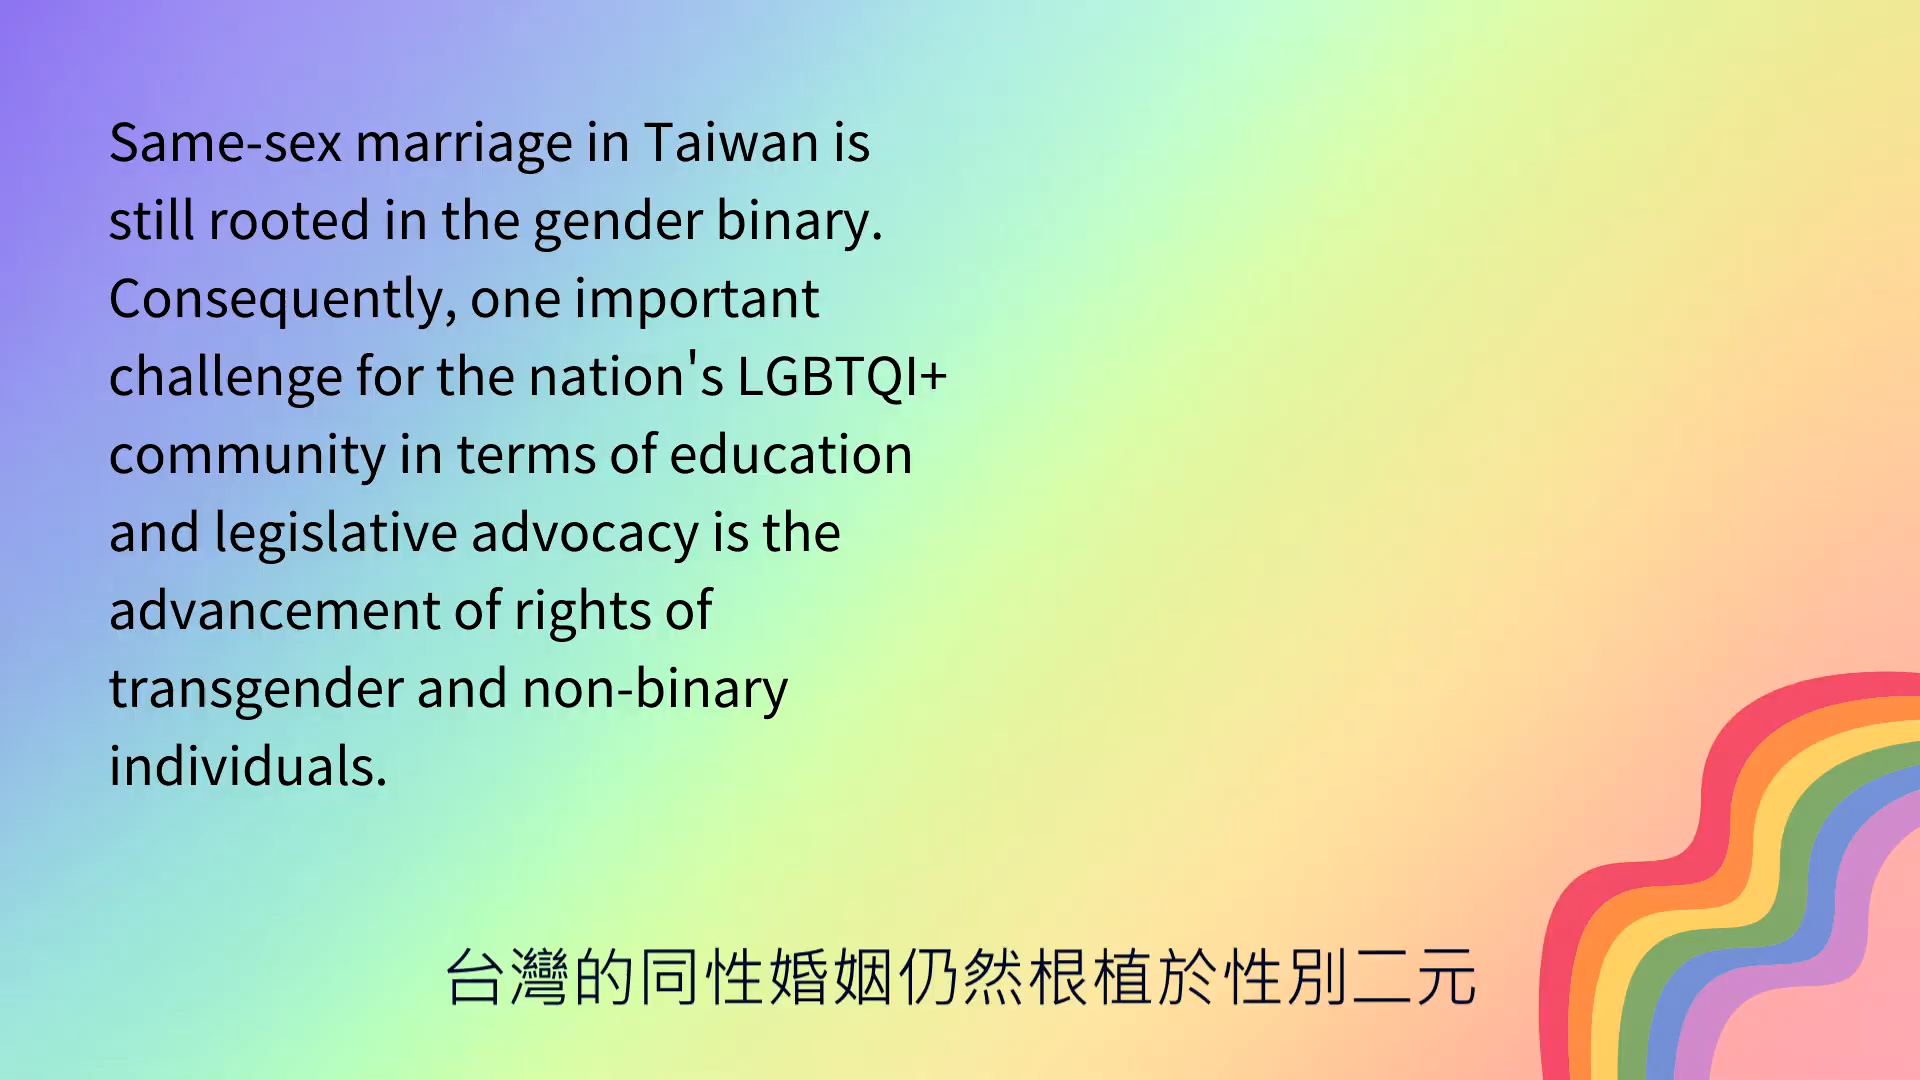 Same-sex marriage in Taiwan is
still rooted in the gender binary.
Consequently, one important
challenge for the nation's LGBTQI+
community in terms of education
and legislative advocacy is the
advancement of rights of
transgender and non-binary
individuals.
台灣的同性婚姻仍然根植於性別二元